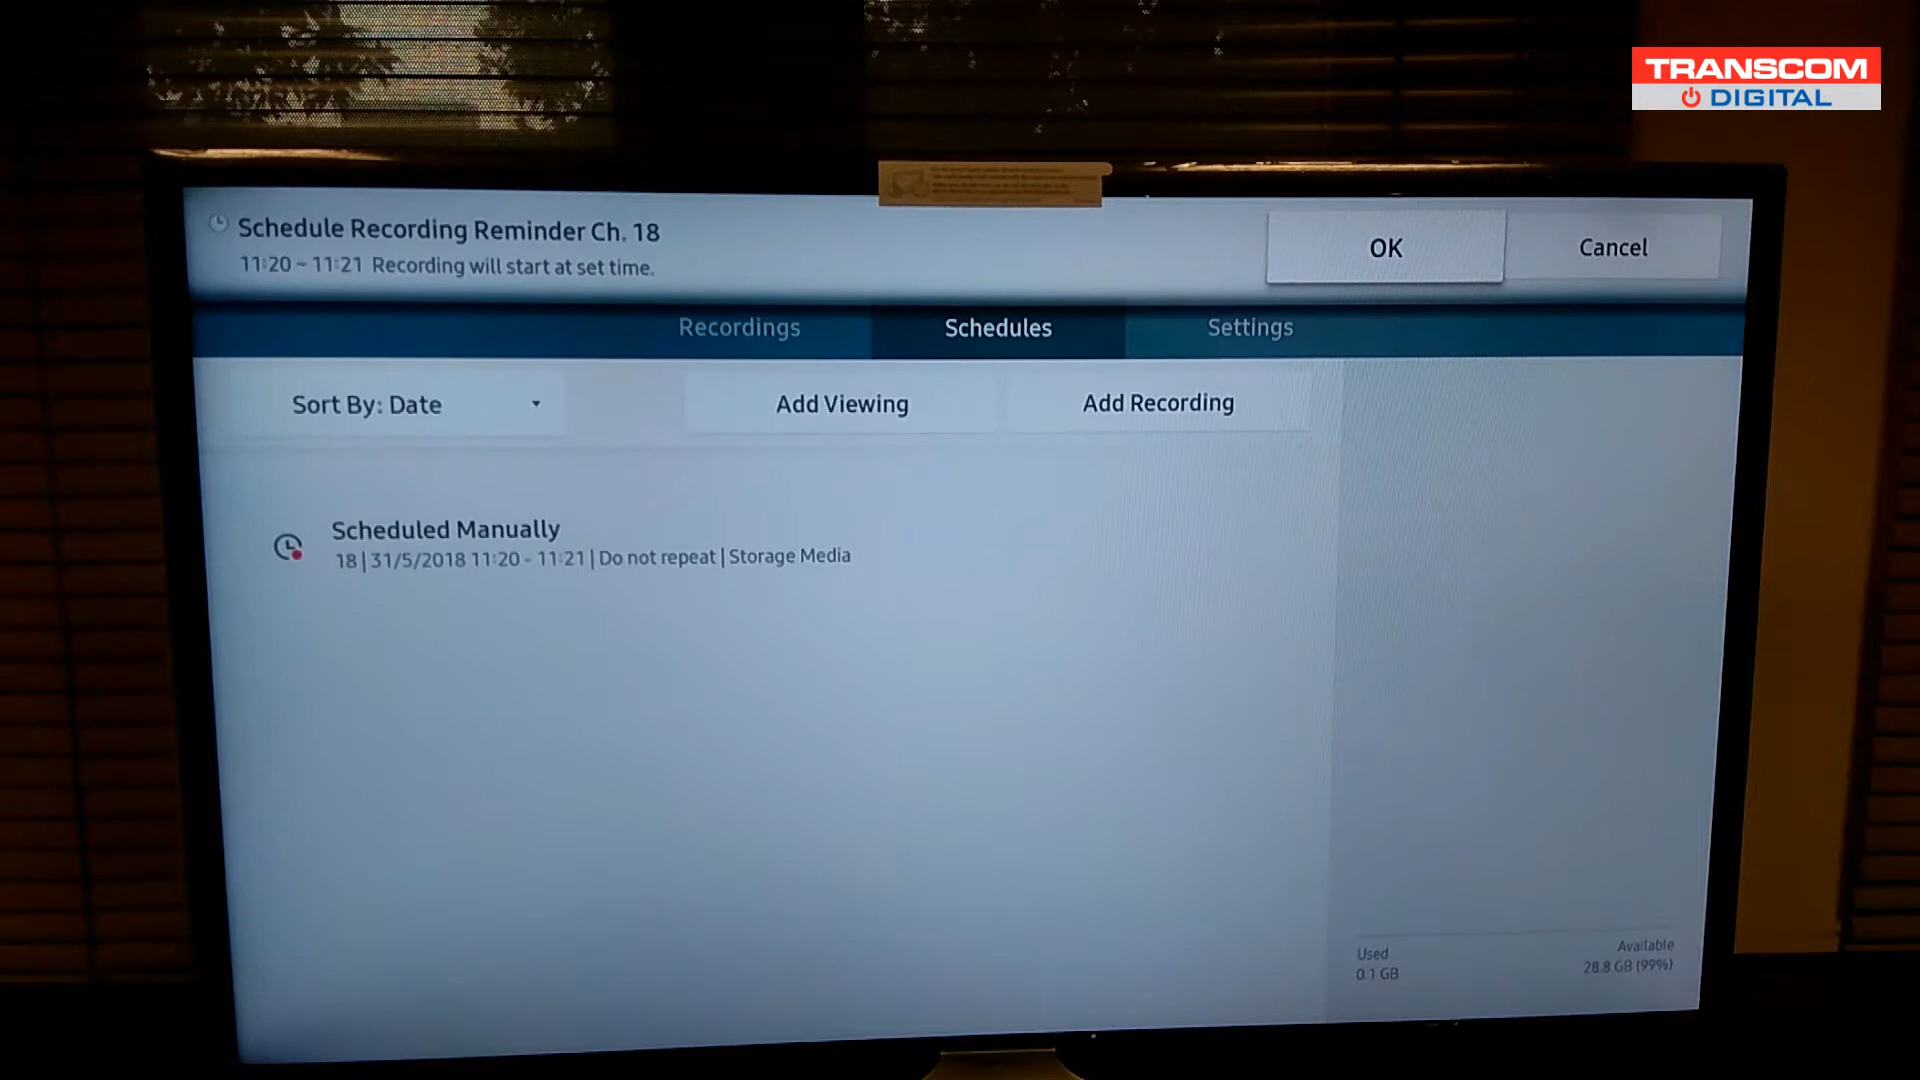 TRANSCOM
DIGITAL
Schedule Recording Reminder Ch. 18
11:20 ~ 11:21 Recording will start at set time.
OK
Cancel
Recordings
Schedules
Settings
Sort By: Date
Add Viewing
Add Recording
Scheduled Manually
18 | 31/5/2018 11:20 - 11:21 | Do not repeat | Storage Media
Used
0.1 GB
Available
28.8 GB (99%)